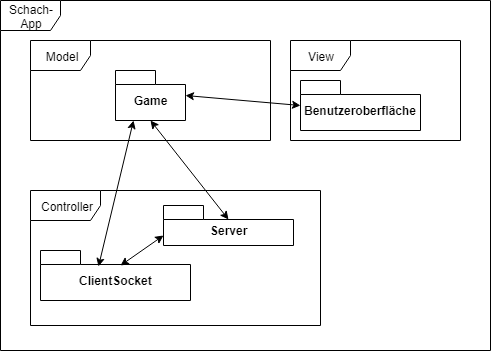 Schach-
App
Model
View
Game
Benutzeroberfläche
Controller
Server
ClientSocket